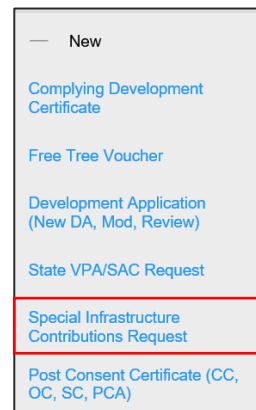 — New
Complying Development
Certificate
Free Tree Voucher
Development Application
(New DA, Mod, Review)
State VPA/SAC Request
Special Infrastructure
Contributions Request
Post Consent Certificate (CC,
OC, SC, PCA)